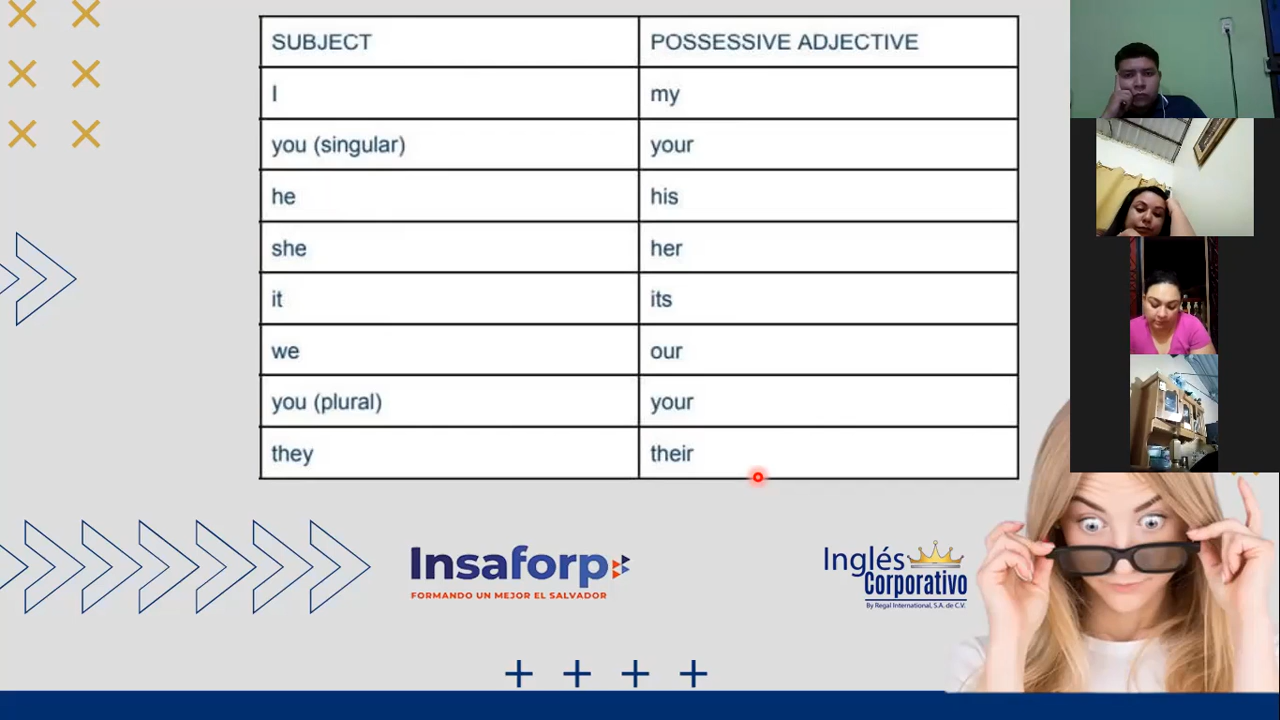 SUBJECT POSSESSIVE ADJECTIVE
I my
you (singular) your
he his
she her
it its
we our
you (plural) your
they their
Insaforp
FORMANDO UN MEJOR EL SALVADOR
Inglés
Corporativo
By Regal International, S.A. de C.V.